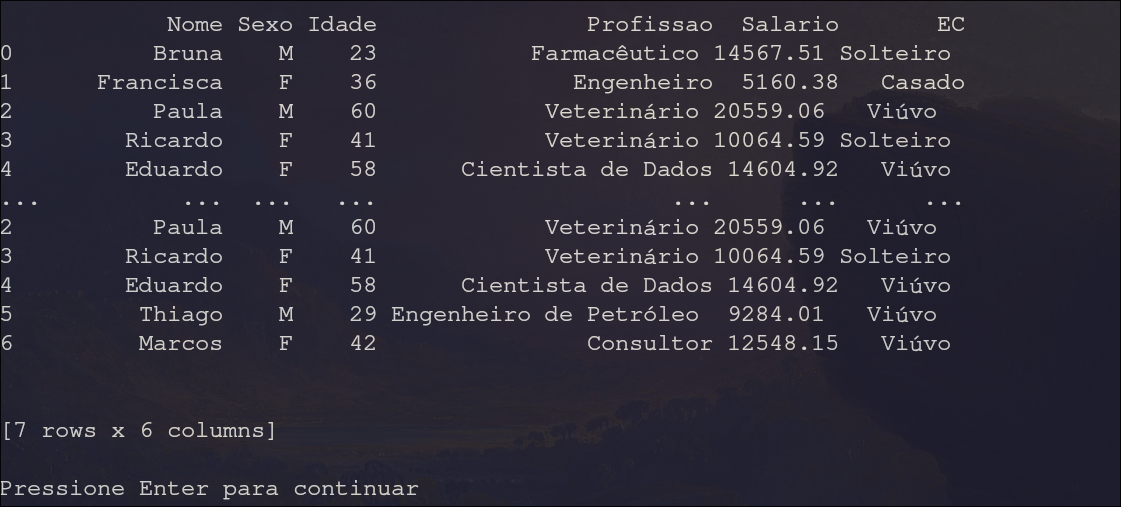 Nome Sexo Idade Profissao Salario EC
0 Bruna M 23 Farmacêutico 14567.51 Solteiro
1 Francisca F 36 Engenheiro 5160.38 Casado
2 Paula M 60 Veterinário 20559.06 Viúvo
3 Ricardo F 41 Veterinário 10064.59 Solteiro
4 Eduardo F 58 Cientista de Dados 14604.92 Viúvo
... ... ... ... ... ... ...
2 Paula M 60 Veterinário 20559.06 Viúvo
3 Ricardo F 41 Veterinário 10064.59 Solteiro
4 Eduardo F 58 Cientista de Dados 14604.92 Viúvo
5 Thiago M 29 Engenheiro de Petróleo 9284.01 Viúvo
6 Marcos F 42 Consultor 12548.15 Viúvo
[7 rows x 6 columns]
Pressione Enter para continuar